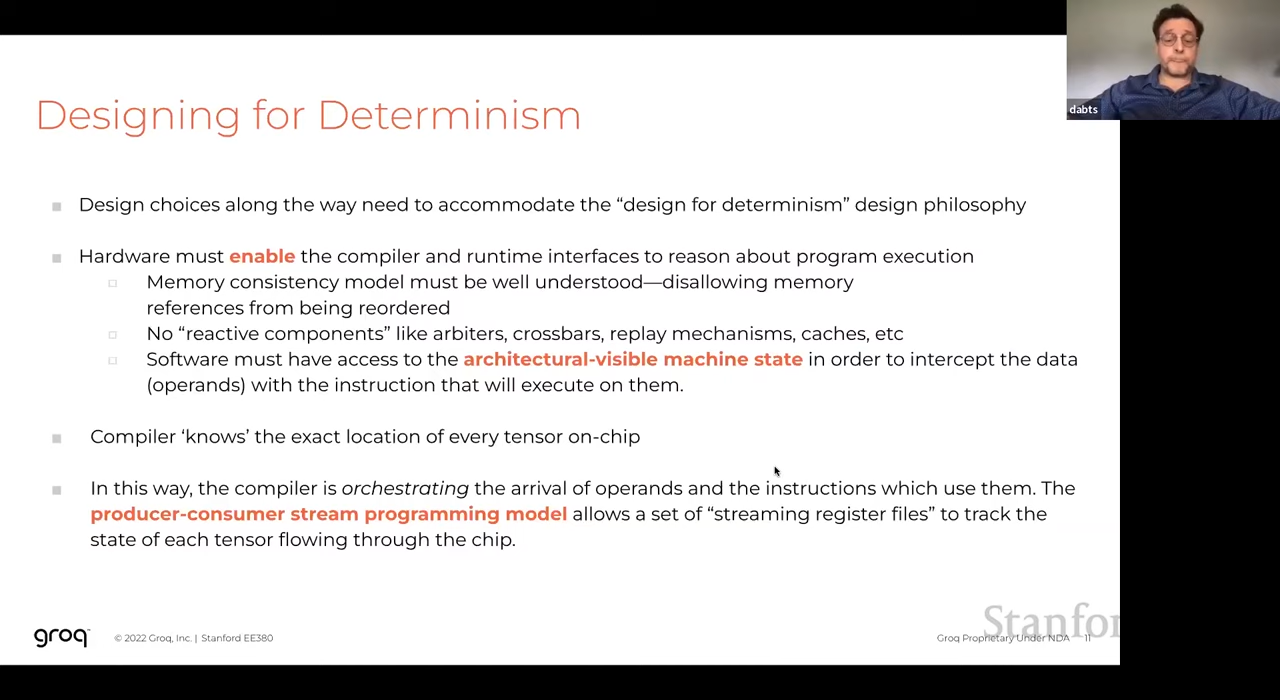 dabts
Designing for Determinism
Design choices along the way need to accommodate the “design for determinism” design philosophy
Hardware must enable the compiler and runtime interfaces to reason about program execution
Memory consistency model must be well understood—disallowing memory
references from being reordered
No “reactive components” like arbiters, crossbars, replay mechanisms, caches, etc
Software must have access to the architectural-visible machine state in order to intercept the data
(operands) with the instruction that will execute on them.
Compiler ‘knows’ the exact location of every tensor on-chip
In this way, the compiler is orchestrating the arrival of operands and the instructions which use them. The
producer-consumer stream programming model allows a set of “streaming register files” to track the
state of each tensor flowing through the chip.
Stanfor
groq™ © 2022 Groq, Inc. | Stanford EE380 Groq Proprietary Under NDA 11